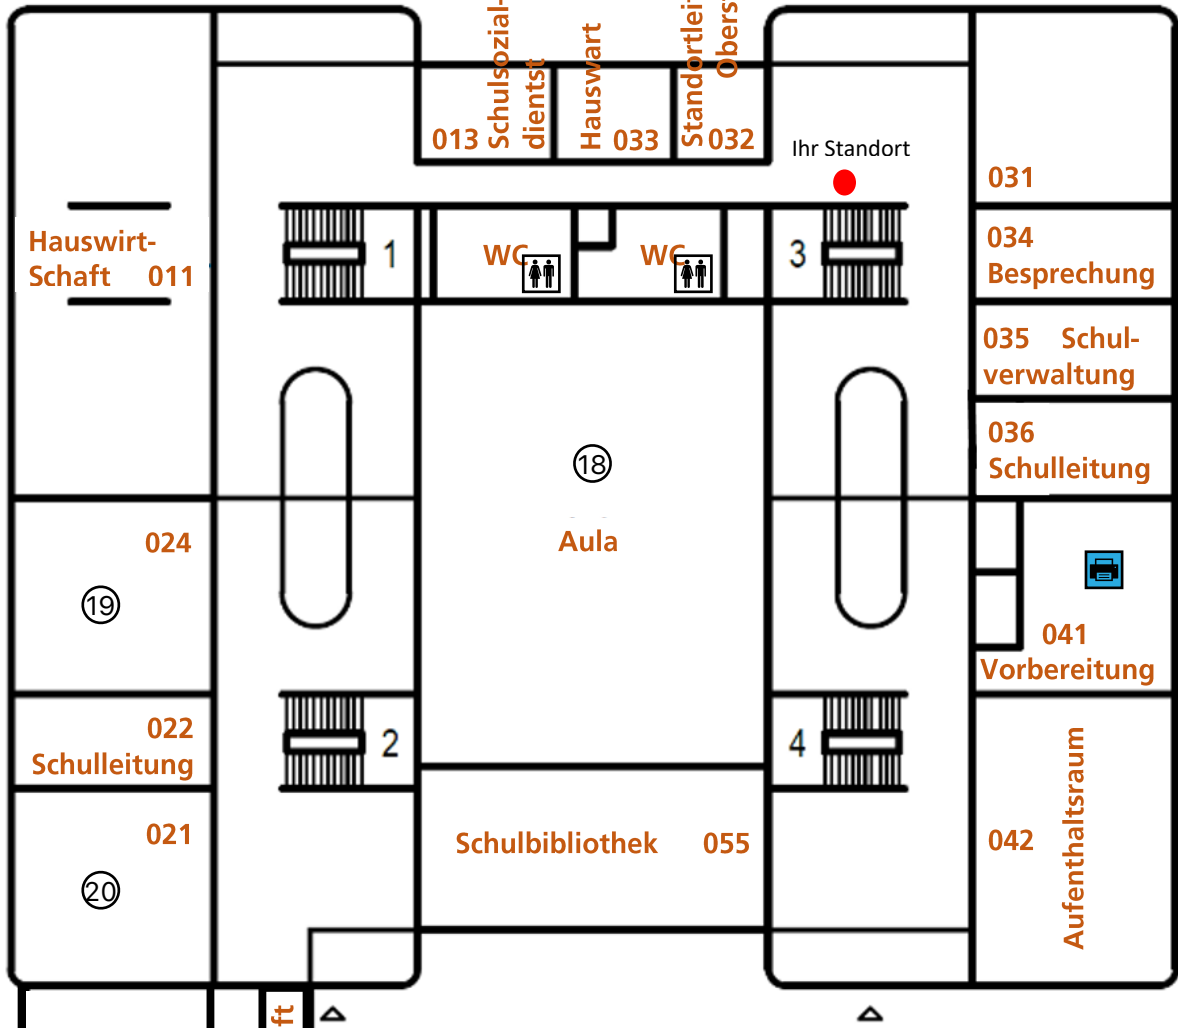 Schulsozial-
dientst
013
Hauswart
033
032
Ihr Standort
031
Hauswirt-
Schaft 011
1
WC
WC
3
034
Besprechung
035 Schul-
verwaltung
036
Schulleitung
18
Aula
024
19
041
Vorbereitung
022
Schulleitung
2
4
021
20
Schulbibliothek 055
042
Aufenthaltsraum